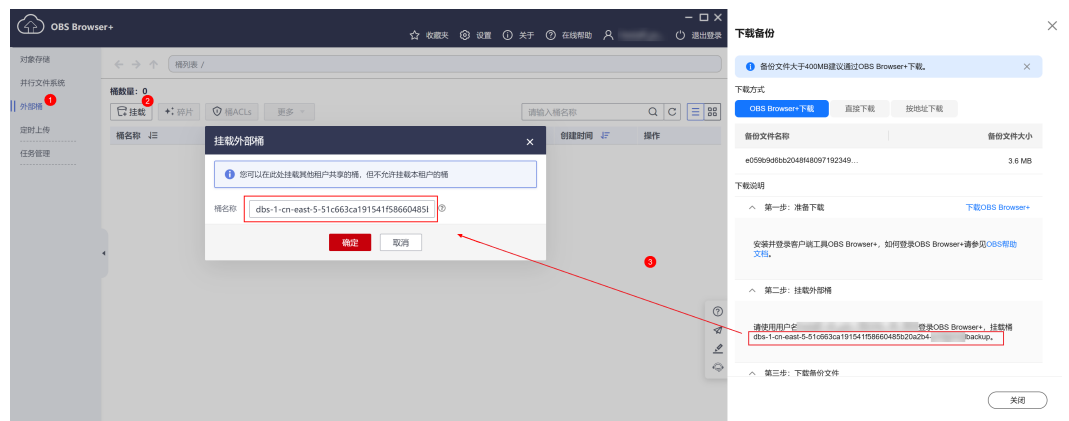 OBS Browser+
收藏夹 设置 关于 在线帮助 退出登录
对象存储
并行文件系统
外部桶 1
定时上传
任务管理
桶列表 /
桶数量：0
挂载 2 碎片 桶ACLs 更多
请输入桶名称
桶名称 创建时间 操作
挂载外部桶
您可以在此处挂载其他租户共享的桶，但不允许挂载本租户的桶
桶名称 dbs-1-cn-east-5-51c663ca191541f58660485l
确定 取消
3
下载备份
备份文件大于400MB建议通过OBS Browser+下载。
下载方式
OBS Browser+下载 直接下载 按地址下载
备份文件名称 备份文件大小
e059b9d6bb2048f48097192349... 3.6 MB
下载说明
第一步：准备下载 下载OBS Browser+
安装并登录客户端工具OBS Browser+，如何登录OBS Browser+请参见OBS帮助
文档。
第二步：挂载外部桶
请使用用户名 登录OBS Browser+，挂载桶
dbs-1-cn-east-5-51c663ca191541f58660485b20a2b4- backup。
第三步：下载备份文件
关闭